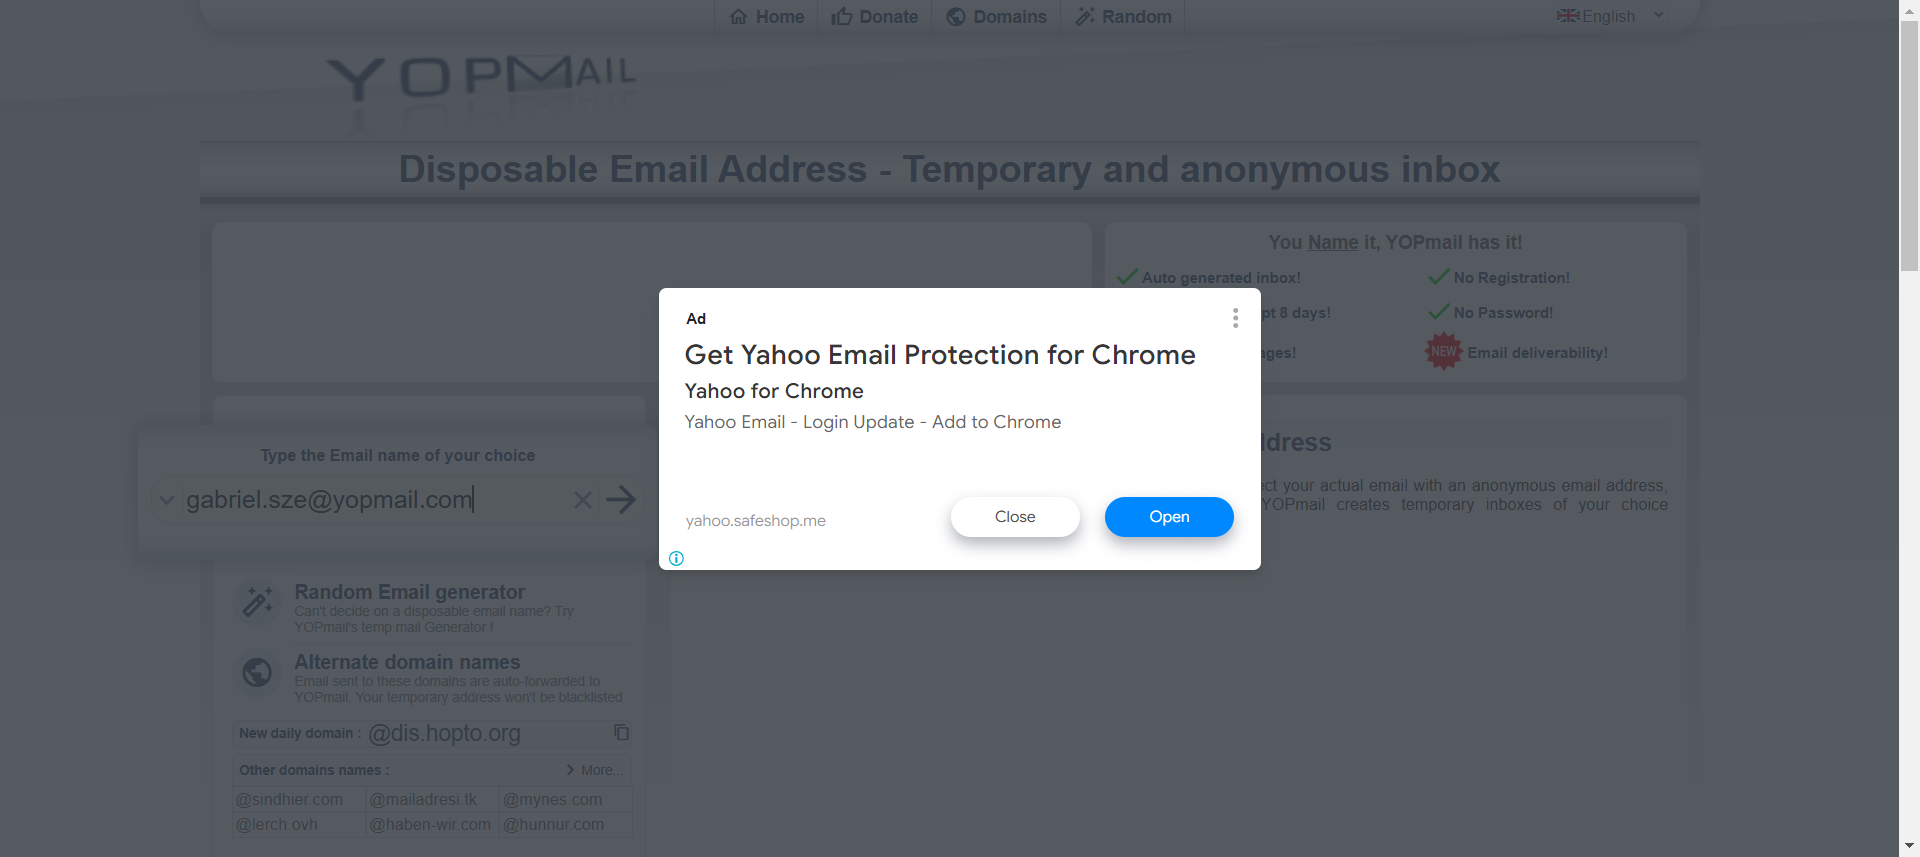 Home
Donate
Domains
Random
English
YOPMAIL
Disposable Email Address - Temporary and anonymous inbox
You Name it, YOPmail has it!
Auto generated inbox!
No Registration!
pt 8 days!
No Password!
ges!
NEW
Email deliverability!
Ad
Get Yahoo Email Protection for Chrome
Yahoo for Chrome
Yahoo Email - Login Update - Add to Chrome
yahoo.safeshop.me
Close
Open
Type the Email name of your choice
gabriel.sze@yopmail.com
dress
ct your actual email with an anonymous email address,
YOPmail creates temporary inboxes of your choice
Random Email generator
Can't decide on a disposable email name? Try
YOPmail's temp mail Generator !
Alternate domain names
Email sent to these domains are auto-forwarded to
YOPmail. Your temporary address won't be blacklisted
New daily domain : @dis.hopto.org
Other domains names :
More...
@sindhier.com @mailadresi.tk @mynes.com
@lerch.ovh @haben-wir.com @hunnur.com